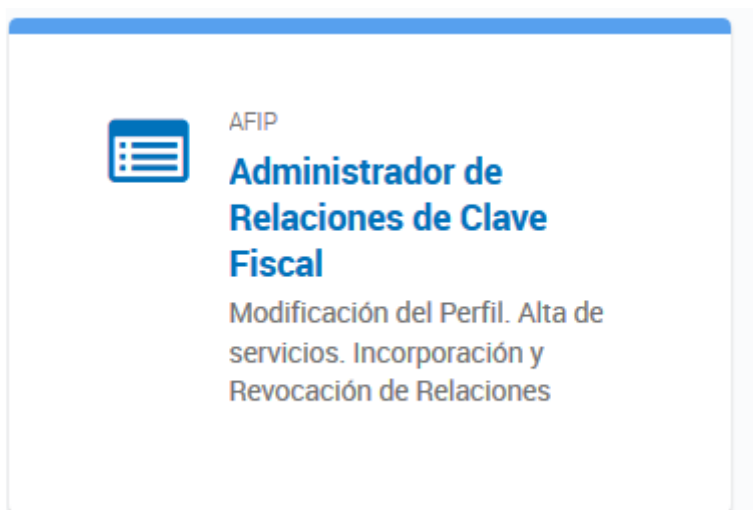 AFIP
Administrador de
Relaciones de Clave
Fiscal
Modificación del Perfil. Alta de
servicios. Incorporación y
Revocación de Relaciones